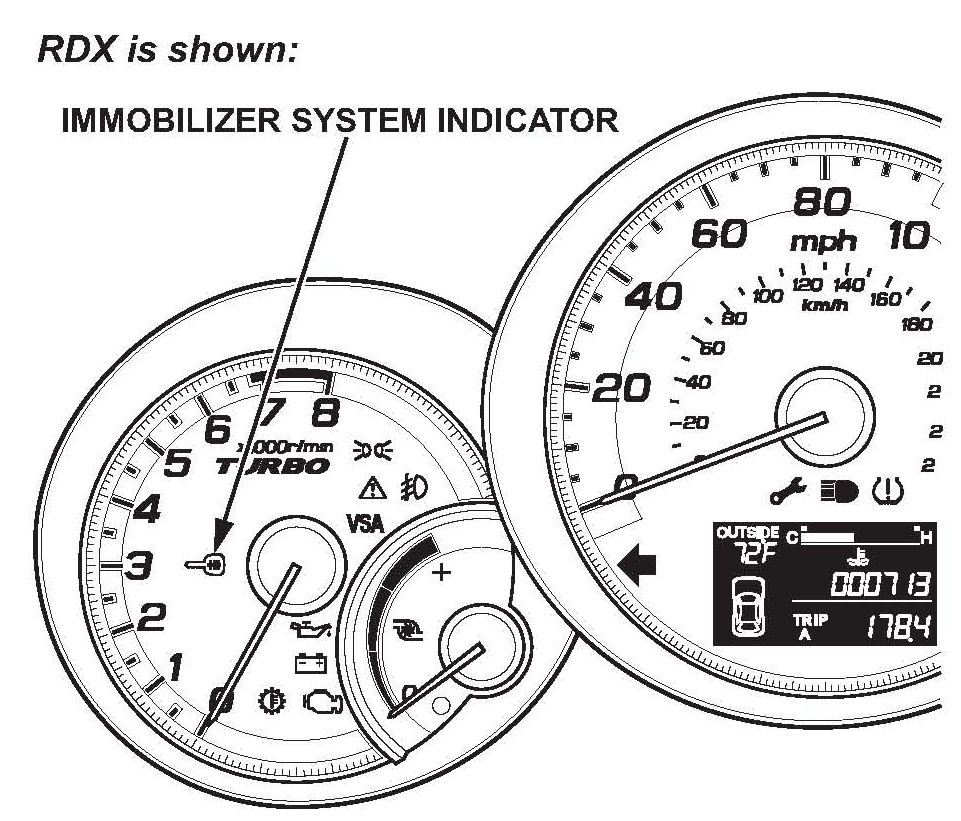 RDX is shown:
IMMOBILIZER SYSTEM INDICATOR
80
60
mph
10
40
20
0
120
140
100
160
km/h
80
180
60
20
40
2
20
2
2
8
7
6
x1000r/min
5
TURBO
4
VSA
3
2
1
0
+
0
OUTSIDE
72F
C
H
000713
TRIP
A
178.4